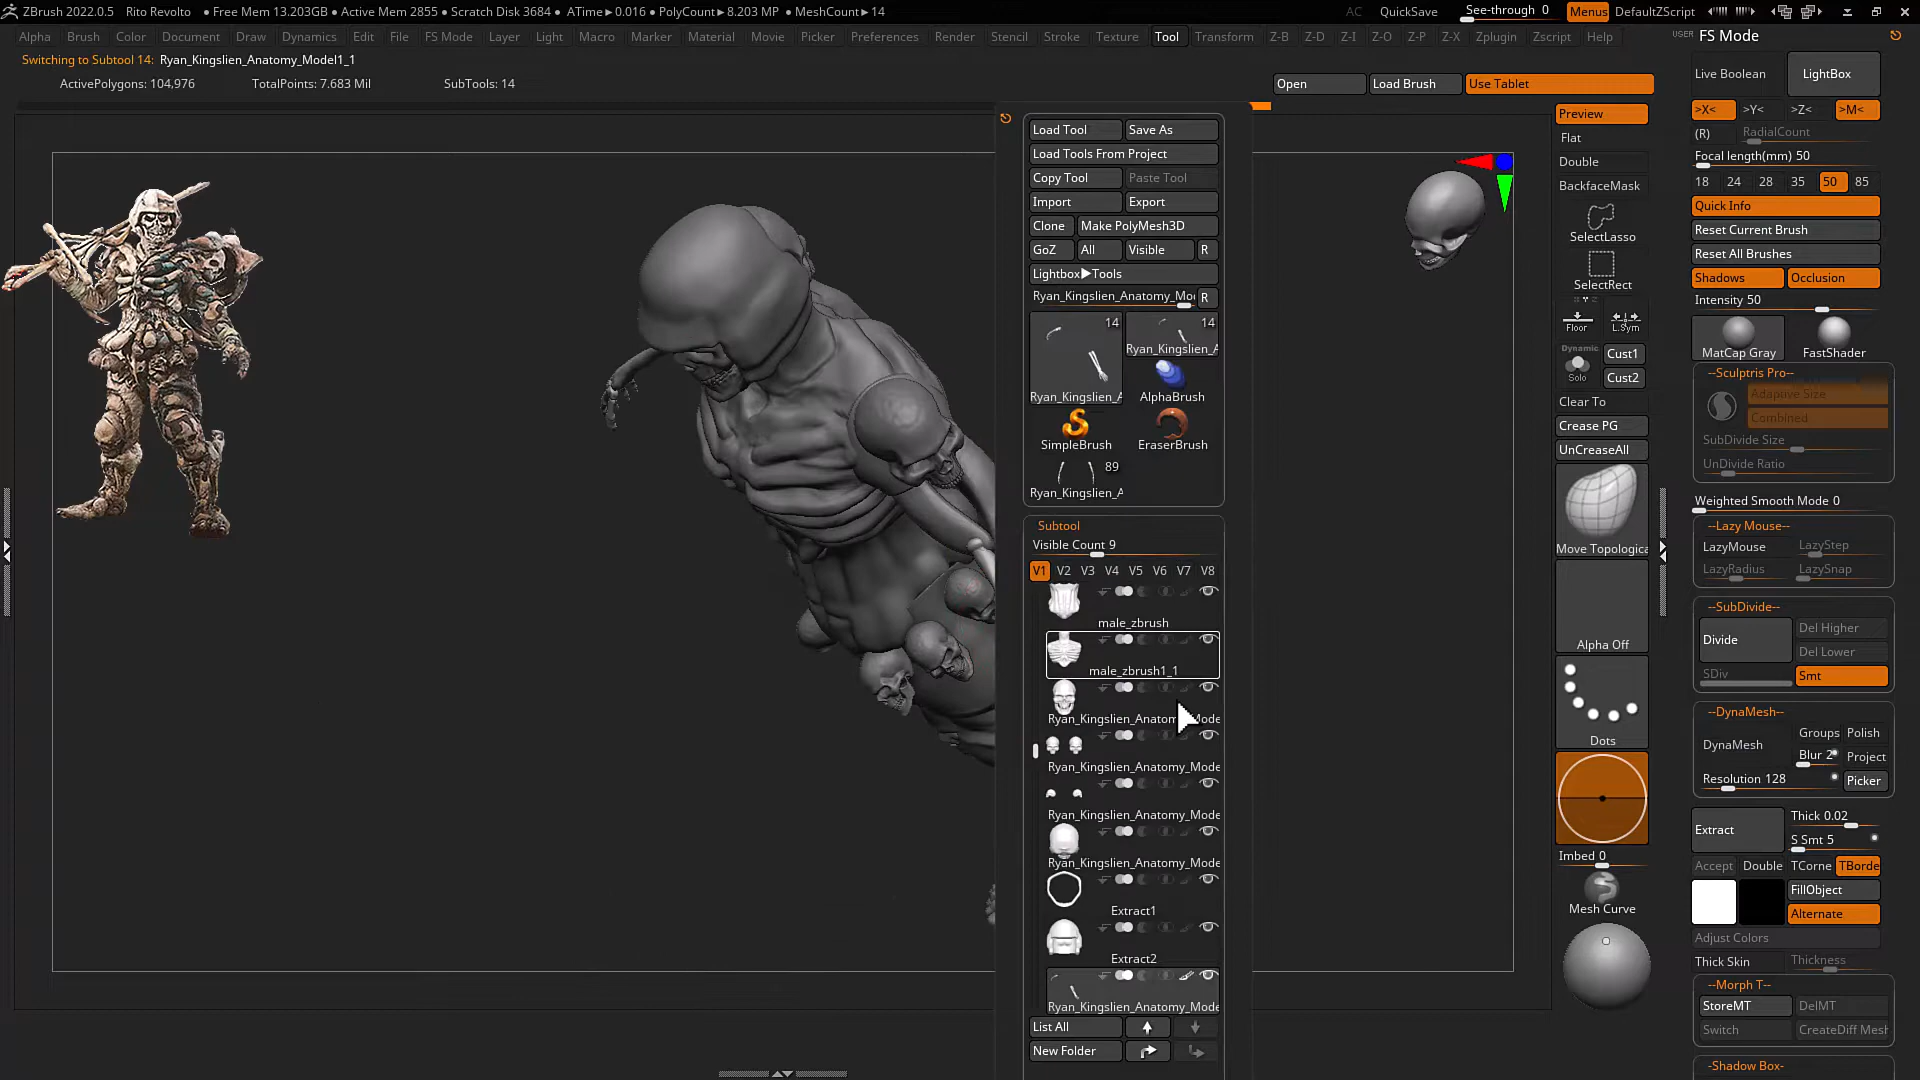 ZBrush 2022.0.5 Rito Revolto • Free Mem 13.203GB • Active Mem 2855 • Scratch Disk 3684 • ATime►0.016 • PolyCount►8.203 MP • MeshCount►14 AC QuickSave See-through 0 Menus DefaultZScript
Alpha Brush Color Document Draw Dynamics Edit File FS Mode Layer Light Macro Marker Material Movie Picker Preferences Render Stencil Stroke Texture Tool Transform Z-B Z-D Z-I Z-O Z-P Z-X Zplugin Zscript Help
USER FS Mode
Switching to Subtool 14: Ryan_Kingslien_Anatomy_Model1_1
ActivePolygons: 104,976 TotalPoints: 7.683 Mil SubTools: 14
Open Load Brush Use Tablet
Load Tool Save As
Load Tools From Project
Copy Tool Paste Tool
Import Export
Clone Make PolyMesh3D
GoZ All Visible R
Lightbox►Tools
Ryan_Kingslien_Anatomy_Mo R
14 14
Ryan_Kingslien_A
Ryan_Kingslien_A AlphaBrush
SimpleBrush EraserBrush
89
Ryan_Kingslien_A
Subtool
Visible Count 9
V1 V2 V3 V4 V5 V6 V7 V8
male_zbrush
male_zbrush1_1
Ryan_Kingslien_Anatom Mode
Ryan_Kingslien_Anatomy_Mode
Ryan_Kingslien_Anatomy_Mode
Ryan_Kingslien_Anatomy_Mode
Extract1
Extract2
Ryan_Kingslien_Anatomy_Mode
List All
New Folder
Preview
Flat
Double
BackfaceMask
SelectLasso
SelectRect
Floor L.Sym
Dynamic
Solo
Cust1
Cust2
Clear To
Crease PG
UnCreaseAll
Move Topologica
Alpha Off
Dots
Imbed 0
Mesh Curve
Live Boolean LightBox
>X< >Y< >Z< >M<
(R) RadialCount
Focal length(mm) 50
18 24 28 35 50 85
Quick Info
Reset Current Brush
Reset All Brushes
Shadows Occlusion
Intensity 50
MatCap Gray FastShader
--Sculptris Pro--
Adaptive Size
Combined
SubDivide Size
UnDivide Ratio
Weighted Smooth Mode 0
--Lazy Mouse--
LazyMouse LazyStep
LazyRadius LazySnap
--SubDivide--
Divide Del Higher
Del Lower
SDiv Smt
--DynaMesh--
DynaMesh Groups Polish
Blur 2 Project
Resolution 128 Picker
Extract Thick 0.02
S Smt 5
Accept Double TCorne TBorde
FillObject
Alternate
Adjust Colors
Thick Skin Thickness
--Morph T--
StoreMT DelMT
Switch CreateDiff Mesh
-Shadow Box-